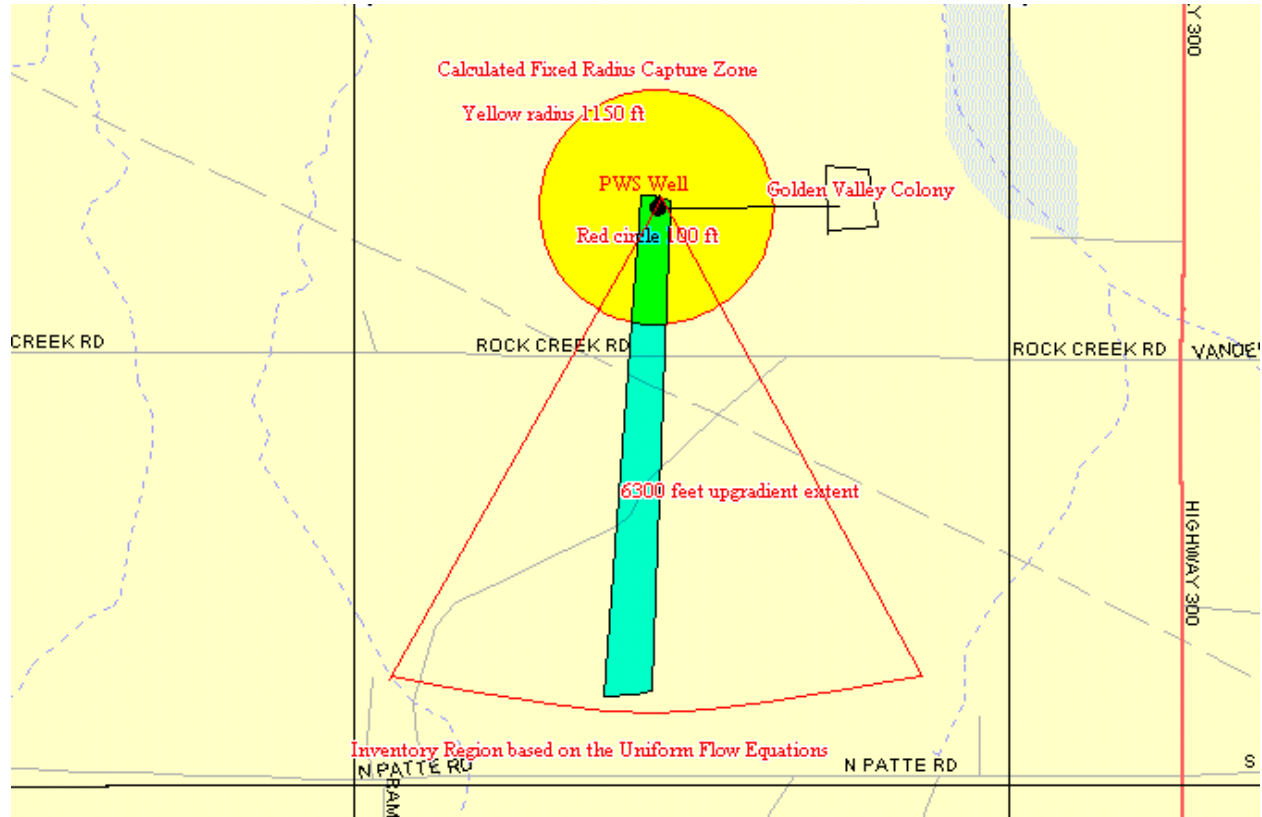 Y 300
Calculated Fixed Radius Capture Zone
Yellow radius 1150 ft
PWS Well
Golden Valley Colony
Red circle 100 ft
CREEK RD
ROCK CREEK RD
ROCK CREEK RD
VANDE
6300 feet upgradient extent
HIGHWAY 300
Inventory Region based on the Uniform Flow Equations
N PATTE RD
N PATTE RD
S
RAM